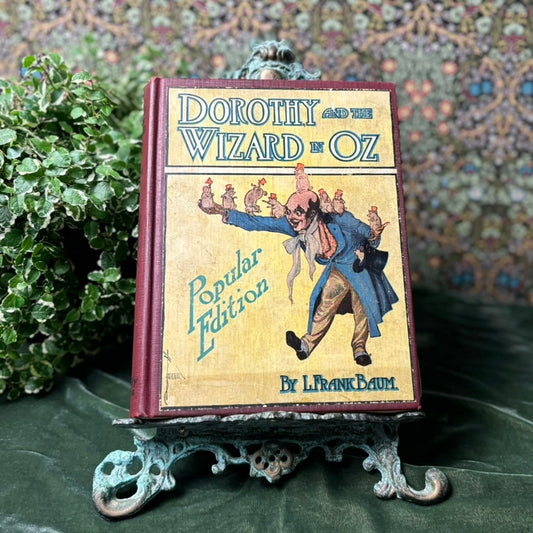 DOROTHY AND THE
WIZARD IN OZ
Popular
Edition
BY L. FRANK BAUM.